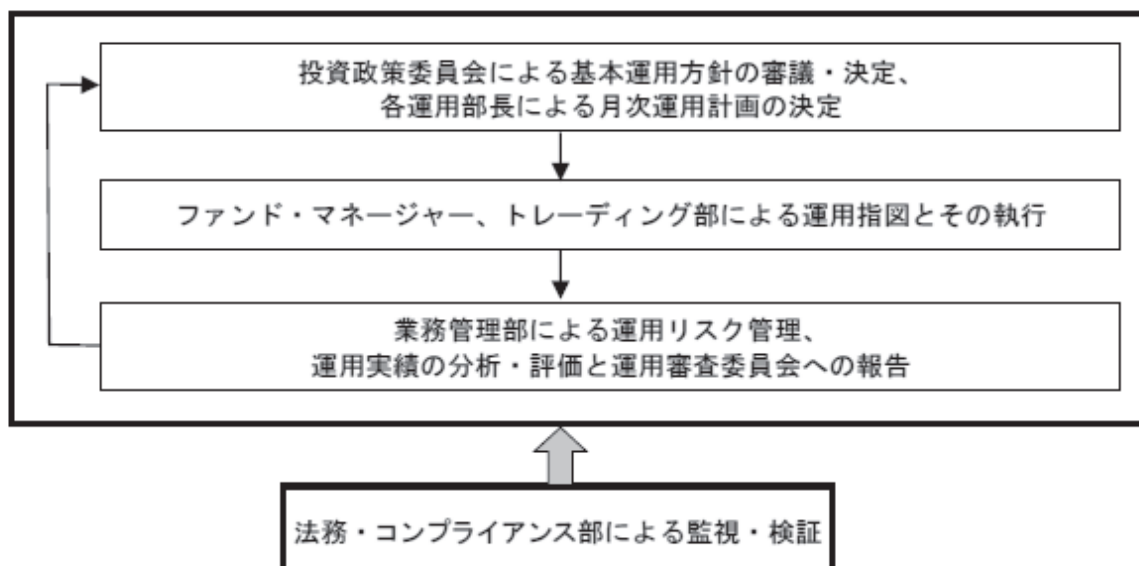 投資政策委員会による基本運用方針の審議・決定、
各運用部長による月次運用計画の決定
ファンド・マネージャー、トレーディング部による運用指図とその執行
業務管理部による運用リスク管理、
運用実績の分析・評価と運用審査委員会への報告
法務・コンプライアンス部による監視・検証